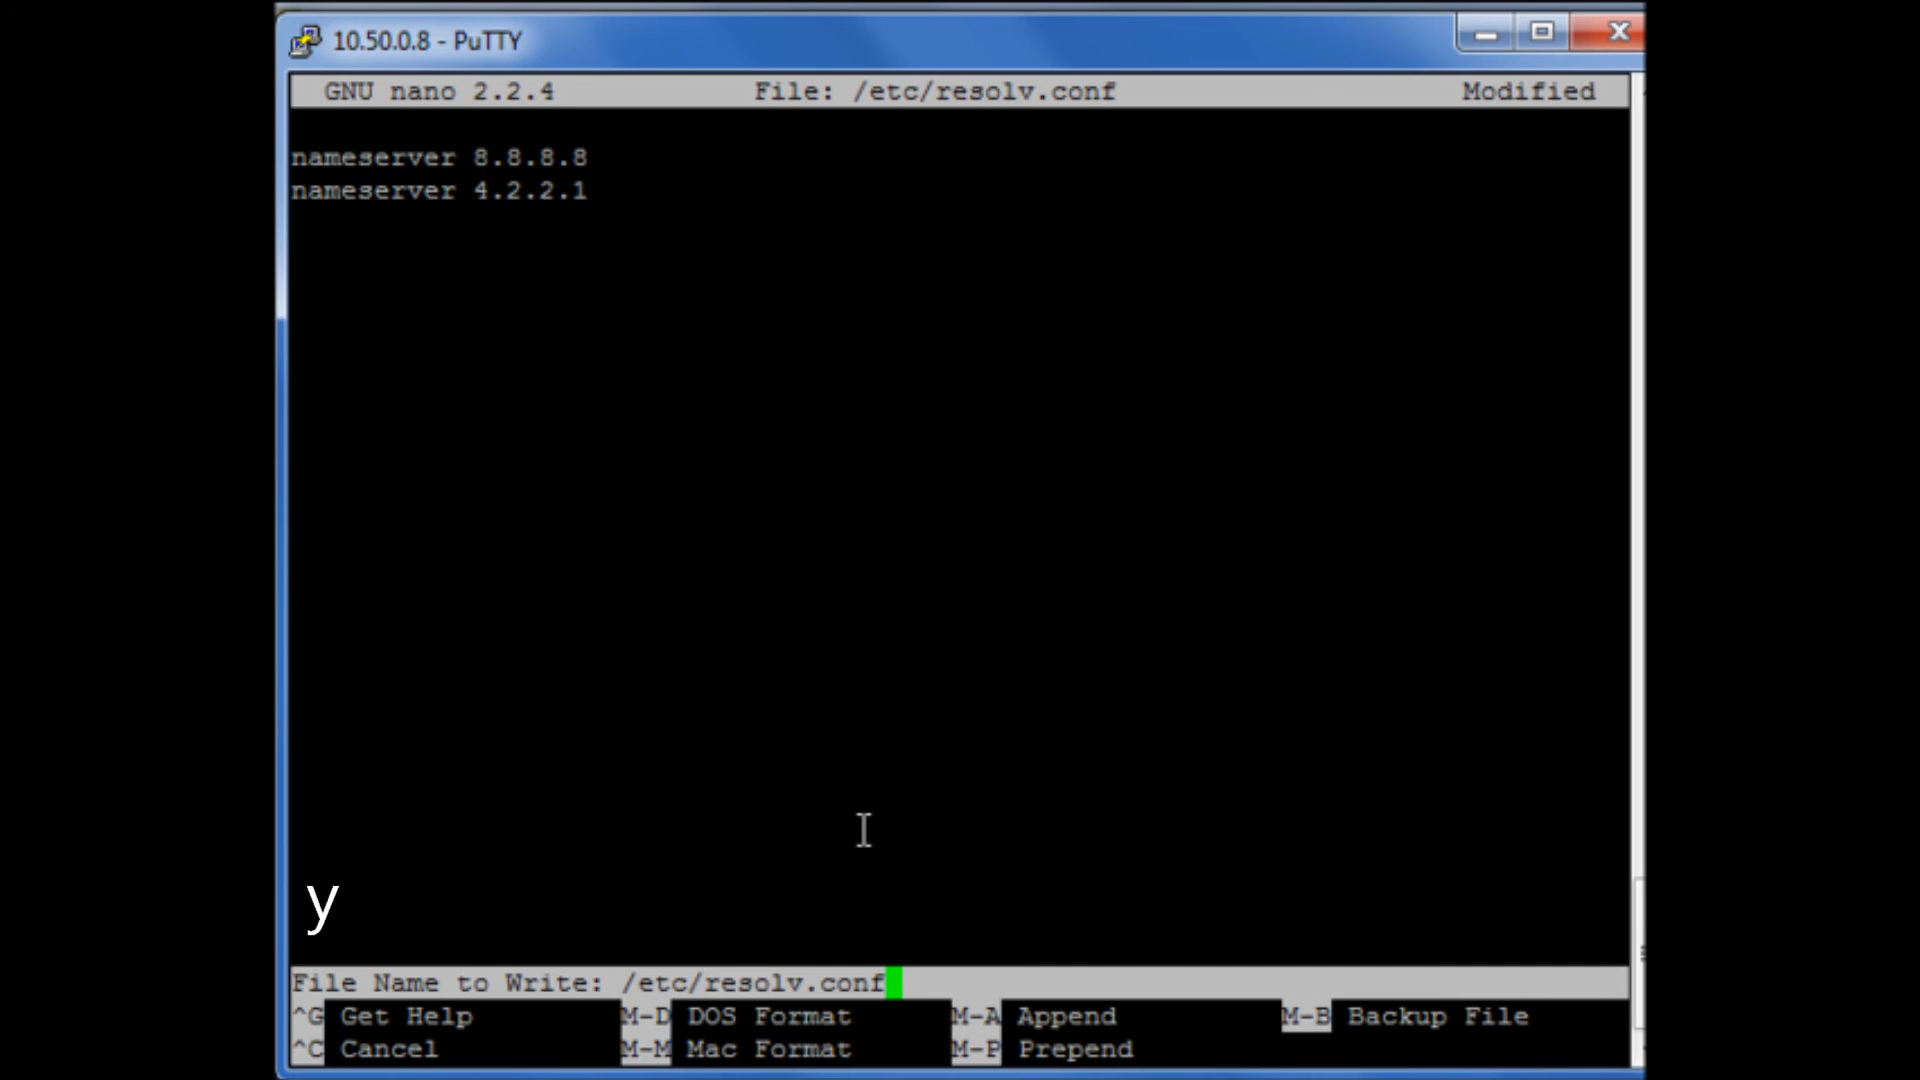 10.50.0.8 - PuTTY
GNU nano 2.2.4 File: /etc/resolv.conf Modified
nameserver 8.8.8.8
nameserver 4.2.2.1
y
File Name to Write: /etc/resolv.conf
^G Get Help M-D DOS Format M-A Append M-B Backup File
^C Cancel M-M Mac Format M-P Prepend